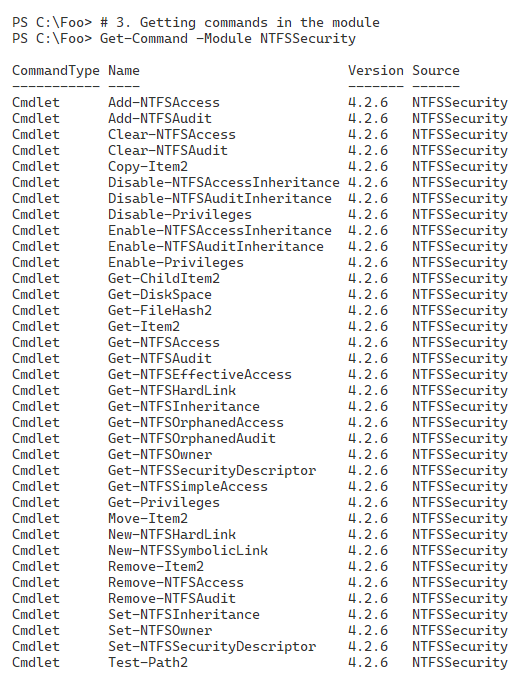 PS C:\Foo> # 3. Getting commands in the module
PS C:\Foo> Get-Command -Module NTFSSecurity
CommandType Name                             Version Source
----------- ----                             ------- ------
Cmdlet      Add-NTFSAccess                   4.2.6   NTFSSecurity
Cmdlet      Add-NTFSAudit                    4.2.6   NTFSSecurity
Cmdlet      Clear-NTFSAccess                 4.2.6   NTFSSecurity
Cmdlet      Clear-NTFSAudit                  4.2.6   NTFSSecurity
Cmdlet      Copy-Item2                       4.2.6   NTFSSecurity
Cmdlet      Disable-NTFSAccessInheritance    4.2.6   NTFSSecurity
Cmdlet      Disable-NTFSAuditInheritance     4.2.6   NTFSSecurity
Cmdlet      Disable-Privileges               4.2.6   NTFSSecurity
Cmdlet      Enable-NTFSAccessInheritance     4.2.6   NTFSSecurity
Cmdlet      Enable-NTFSAuditInheritance      4.2.6   NTFSSecurity
Cmdlet      Enable-Privileges                4.2.6   NTFSSecurity
Cmdlet      Get-ChildItem2                   4.2.6   NTFSSecurity
Cmdlet      Get-DiskSpace                    4.2.6   NTFSSecurity
Cmdlet      Get-FileHash2                    4.2.6   NTFSSecurity
Cmdlet      Get-Item2                        4.2.6   NTFSSecurity
Cmdlet      Get-NTFSAccess                   4.2.6   NTFSSecurity
Cmdlet      Get-NTFSAudit                    4.2.6   NTFSSecurity
Cmdlet      Get-NTFSEffectiveAccess          4.2.6   NTFSSecurity
Cmdlet      Get-NTFSHardLink                 4.2.6   NTFSSecurity
Cmdlet      Get-NTFSInheritance              4.2.6   NTFSSecurity
Cmdlet      Get-NTFSOrphanedAccess           4.2.6   NTFSSecurity
Cmdlet      Get-NTFSOrphanedAudit            4.2.6   NTFSSecurity
Cmdlet      Get-NTFSOwner                    4.2.6   NTFSSecurity
Cmdlet      Get-NTFSSecurityDescriptor       4.2.6   NTFSSecurity
Cmdlet      Get-NTFSSimpleAccess             4.2.6   NTFSSecurity
Cmdlet      Get-Privileges                   4.2.6   NTFSSecurity
Cmdlet      Move-Item2                       4.2.6   NTFSSecurity
Cmdlet      New-NTFSHardLink                 4.2.6   NTFSSecurity
Cmdlet      New-NTFSSymbolicLink             4.2.6   NTFSSecurity
Cmdlet      Remove-Item2                     4.2.6   NTFSSecurity
Cmdlet      Remove-NTFSAccess                4.2.6   NTFSSecurity
Cmdlet      Remove-NTFSAudit                 4.2.6   NTFSSecurity
Cmdlet      Set-NTFSInheritance              4.2.6   NTFSSecurity
Cmdlet      Set-NTFSOwner                    4.2.6   NTFSSecurity
Cmdlet      Set-NTFSSecurityDescriptor       4.2.6   NTFSSecurity
Cmdlet      Test-Path2                       4.2.6   NTFSSecurity